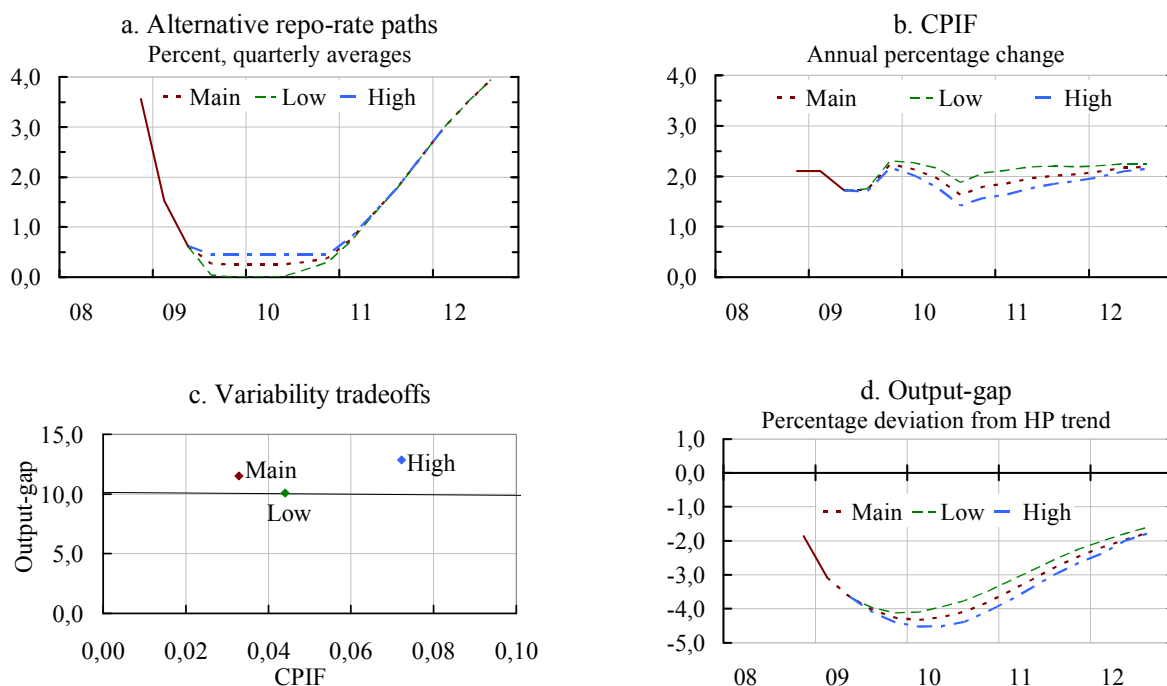 a. Alternative repo-rate paths
Percent, quarterly averages
4,0
3,0
2,0
1,0
0,0
Main
Low
High
08
09
10
11
12
b. CPIF
Annual percentage change
4,0
3,0
2,0
1,0
0,0
Main
Low
High
08
09
10
11
12
c. Variability tradeoffs
Output-gap
15,0
10,0
5,0
0,0
Main
High
Low
0,00
0,02
0,04
0,06
0,08
0,10
CPIF
d. Output-gap
Percentage deviation from HP trend
1,0
0,0
-1,0
-2,0
-3,0
-4,0
-5,0
Main
Low
High
08
09
10
11
12